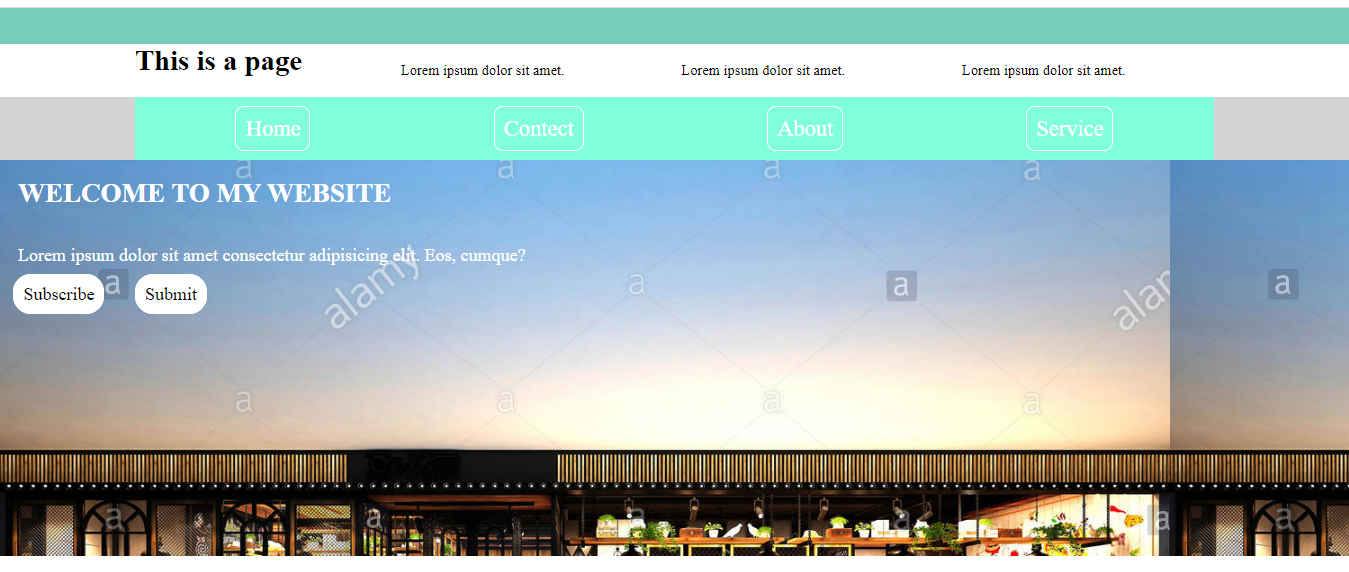 This is a page
Lorem ipsum dolor sit amet. Lorem ipsum dolor sit amet. Lorem ipsum dolor sit amet.
Home Contect About Service
WELCOME TO MY WEBSITE
Lorem ipsum dolor sit amet consectetur adipisicing elit. Eos, cumque?
Subscribe Submit
a a a a
alamy
a a a a a
alam
a a a a
a a a a a a